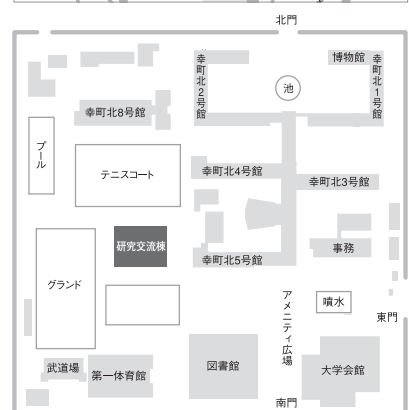 北門
博物館
幸町北2号館
幸町北1号館
池
幸町北8号館
プール
テニスコート
幸町北4号館
幸町北3号館
研究交流棟
事務
幸町北5号館
グランド
アメニティ広場
噴水
東門
武道場
第一体育館
図書館
大学会館
南門